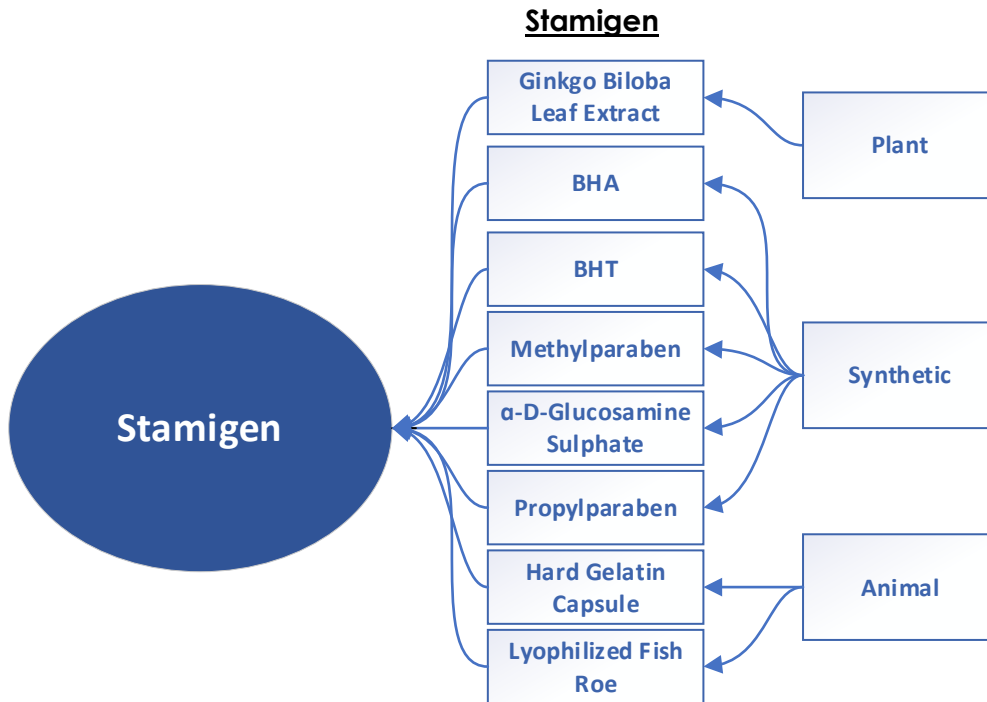 Stamigen
Ginkgo Biloba
Leaf Extract
Plant
BHA
BHT
Methylparaben
Synthetic
Stamigen
α-D-Glucosamine
Sulphate
Propylparaben
Hard Gelatin
Capsule
Animal
Lyophilized Fish
Roe